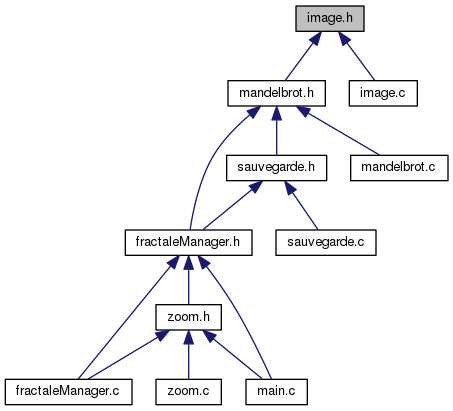 image.h
mandelbrot.h
image.c
sauvegarde.h
mandelbrot.c
fractaleManager.h
sauvegarde.c
zoom.h
fractaleManager.c
zoom.c
main.c